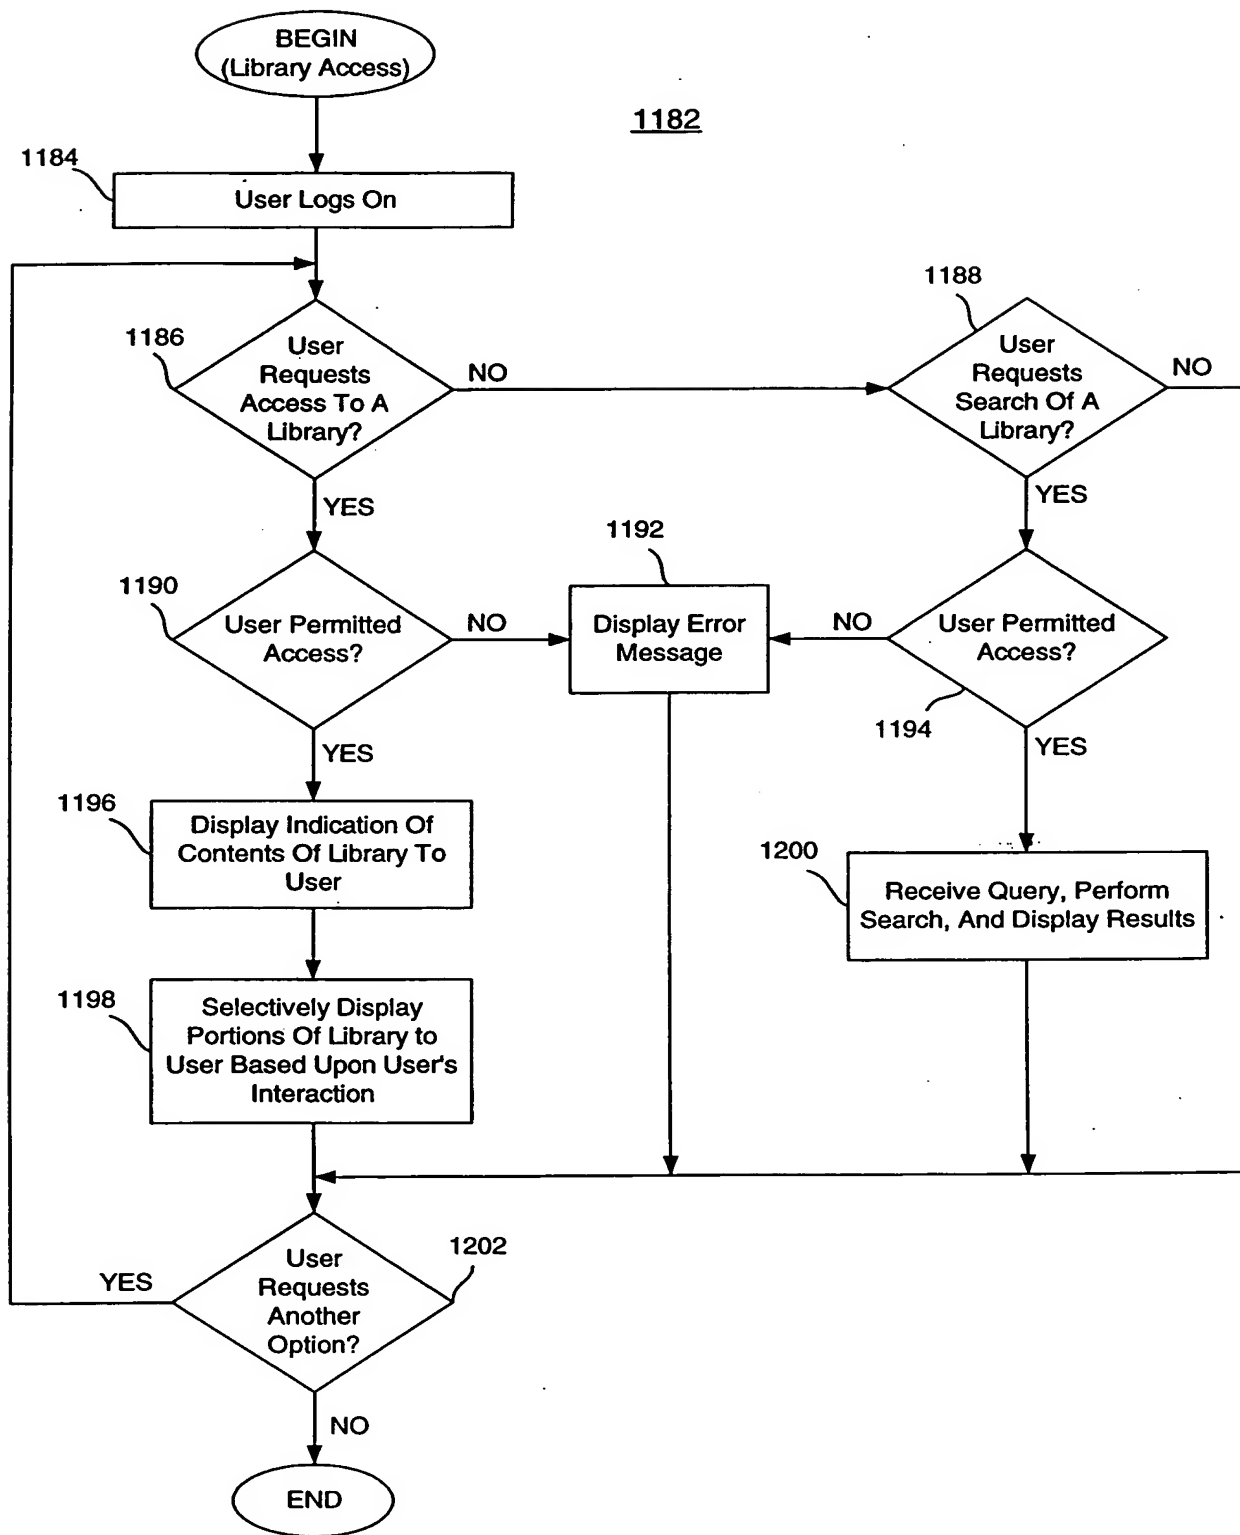 BEGIN
(Library Access)
1182
1184
User Logs On
1186
User
Requests
Access To A
Library?
NO
1188
User
Requests
Search Of A
Library?
NO
YES
YES
1190
User Permitted
Access?
NO
1192
Display Error
Message
NO
User Permitted
Access?
1194
YES
YES
1196
Display Indication Of
Contents Of Library To
User
1200
Receive Query, Perform
Search, And Display Results
1198
Selectively Display
Portions Of Library to
User Based Upon User's
Interaction
YES
User
Requests
Another
Option?
1202
NO
END